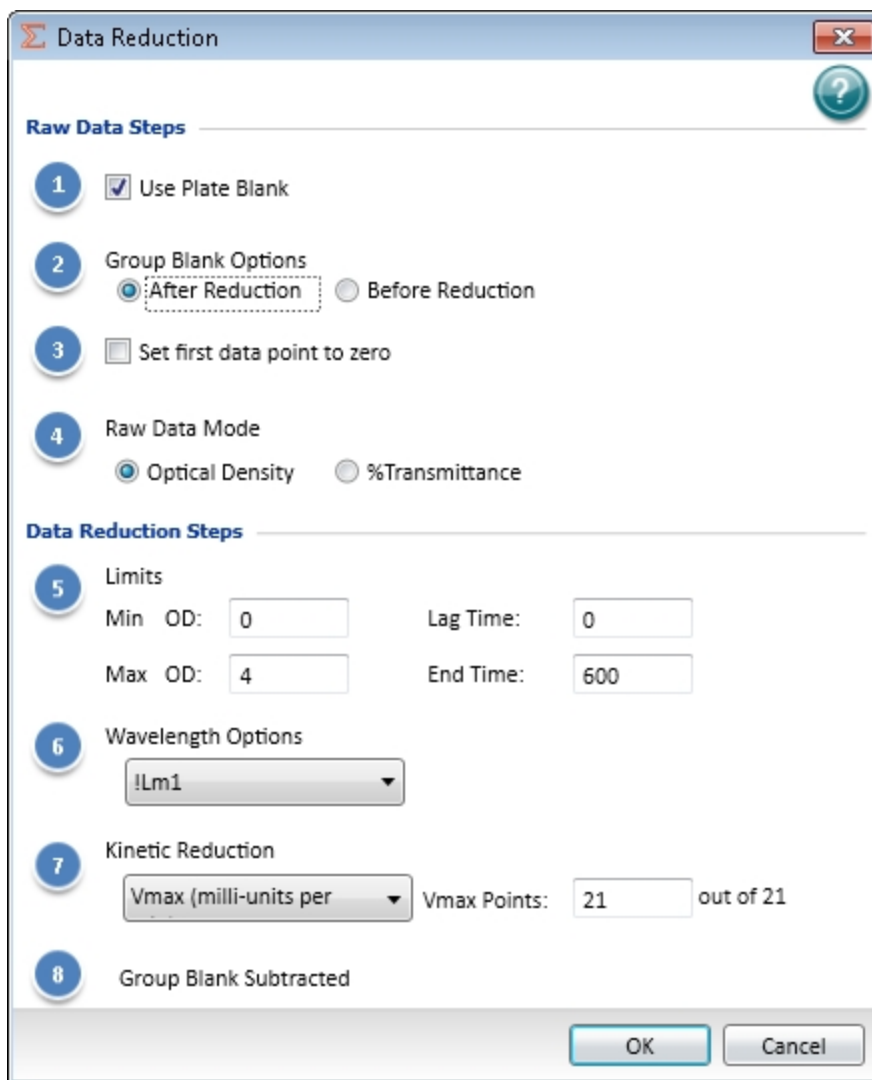 Σ Data Reduction
?
Raw Data Steps
1 Use Plate Blank
2 Group Blank Options
After Reduction Before Reduction
3 Set first data point to zero
4 Raw Data Mode
Optical Density %Transmittance
Data Reduction Steps
5 Limits
Min OD: 0 Lag Time: 0
Max OD: 4 End Time: 600
6 Wavelength Options
!Lm1
7 Kinetic Reduction
Vmax (milli-units per Vmax Points: 21 out of 21
8 Group Blank Subtracted
OK Cancel